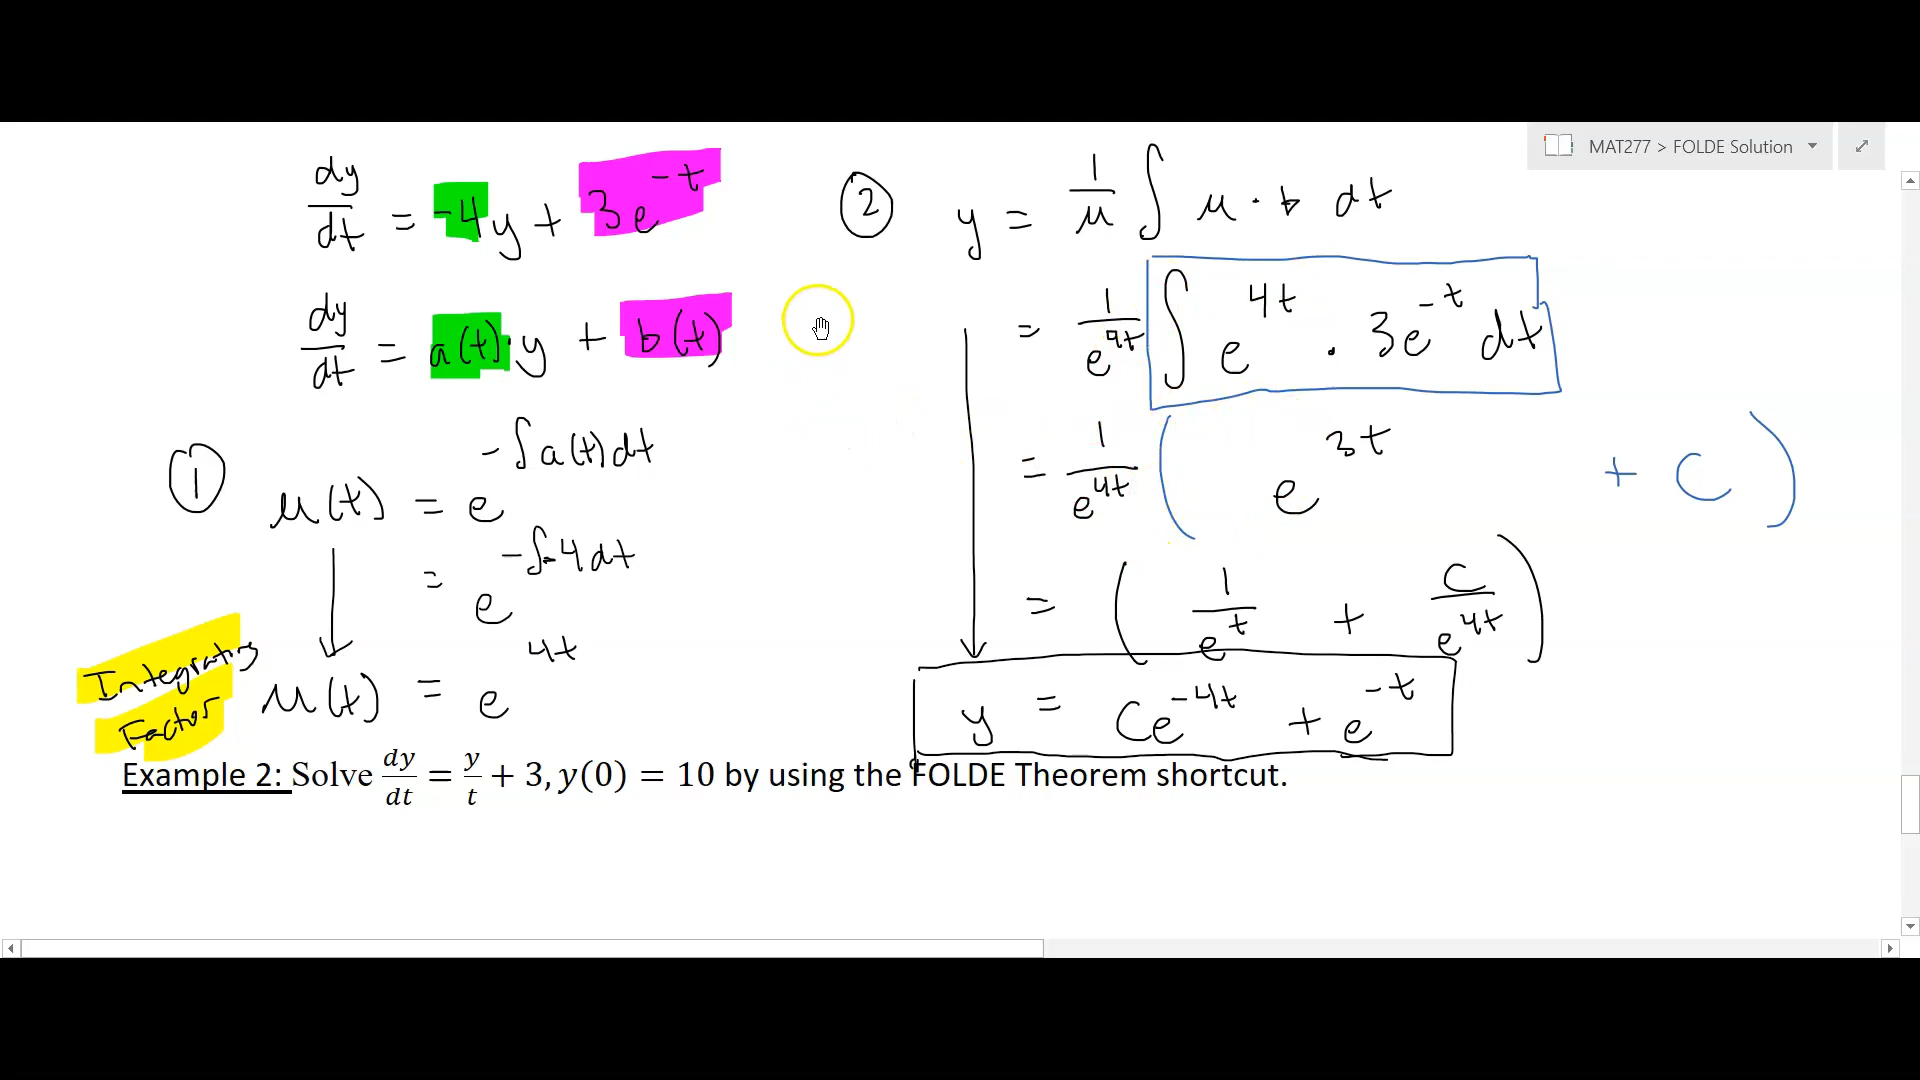 MAT277 > FOLDE Solution
dy/dt = -4y + 3e^{-t}
dy/dt = a(t)·y + b(t)
① μ(t) = e^{-∫a(t)dt}
= e^{-∫-4dt}
Integrating Factor
μ(t) = e^{4t}
② y = 1/μ ∫ μ · b dt
= 1/e^{4t} ∫ e^{4t} · 3e^{-t} dt
= 1/e^{4t} ( e^{3t} + C )
= ( 1/e^{t} + C/e^{4t} )
y = Ce^{-4t} + e^{-t}
Example 2: Solve dy/dt = y/t + 3, y(0) = 10 by using the FOLDE Theorem shortcut.